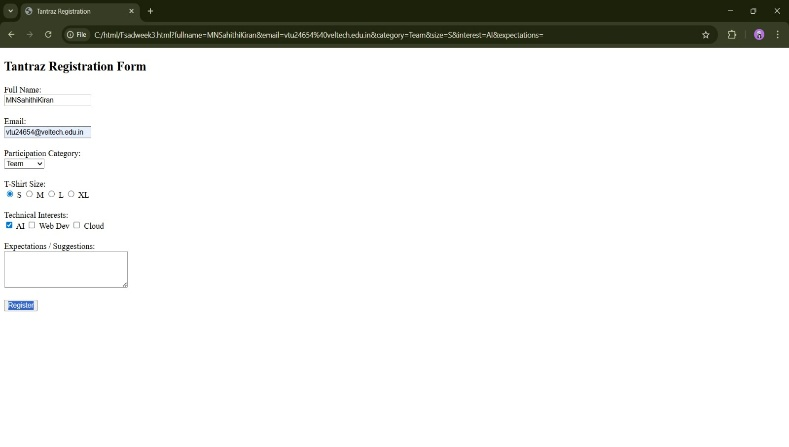 Tantraz Registration
File
C:/html/Fsadweek3.html?fullname=MNSahithiKiran&email=vtu24654%40veltech.edu.in&category=Team&size=S&interest=AI&expectations=
Tantraz Registration Form
Full Name:
MNSahithiKiran
Email:
vtu24654@veltech.edu.in
Participation Category:
Team
T-Shirt Size:
S M L XL
Technical Interests:
AI Web Dev Cloud
Expectations / Suggestions:
Register